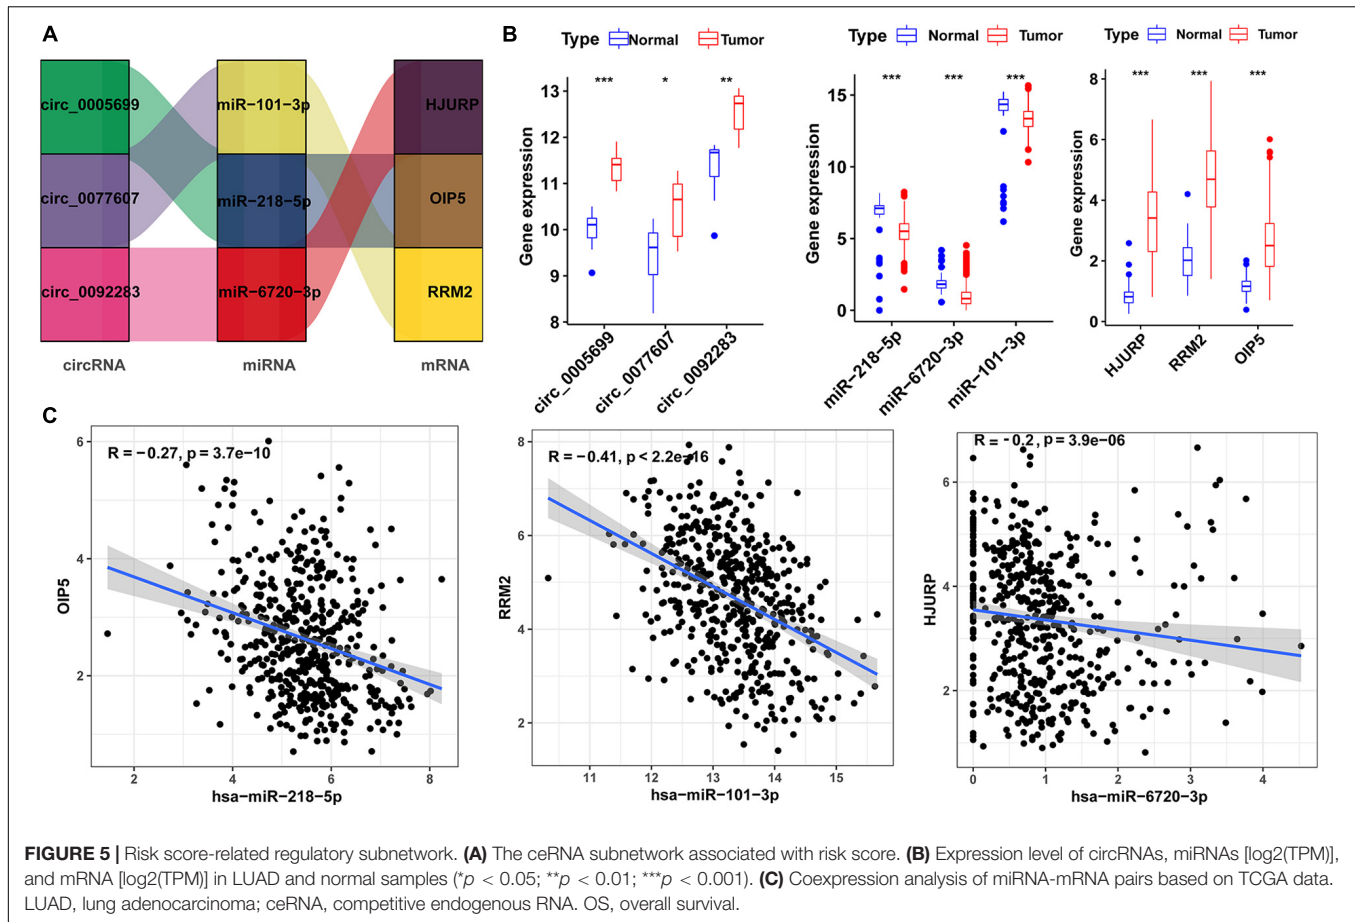 A
circ_0005699
miR−101−3p
HJURP
circ_0077607
miR−218−5p
OIP5
circ_0092283
miR−6720−3p
RRM2
circRNA
miRNA
mRNA
B
Type Normal Tumor
Gene expression
13
12
11
10
9
8
***
*
**
circ_0005699
circ_0077607
circ_0092283
Type Normal Tumor
Gene expression
15
10
5
0
***
***
***
miR−218−5p
miR−6720−3p
miR−101−3p
Type Normal Tumor
Gene expression
8
6
4
2
0
***
***
***
HJURP
RRM2
OIP5
C
R = −0.27, p = 3.7e−10
OIP5
6
4
2
2 4 6 8
hsa−miR−218−5p
R = −0.41, p < 2.2e−16
RRM2
8
6
4
2
11 12 13 14 15
hsa−miR−101−3p
R = −0.2, p = 3.9e−06
HJURP
6
4
2
0 1 2 3 4
hsa−miR−6720−3p
FIGURE 5 | Risk score-related regulatory subnetwork. (A) The ceRNA subnetwork associated with risk score. (B) Expression level of circRNAs, miRNAs [log2(TPM)],
and mRNA [log2(TPM)] in LUAD and normal samples (*p < 0.05; **p < 0.01; ***p < 0.001). (C) Coexpression analysis of miRNA-mRNA pairs based on TCGA data.
LUAD, lung adenocarcinoma; ceRNA, competitive endogenous RNA. OS, overall survival.